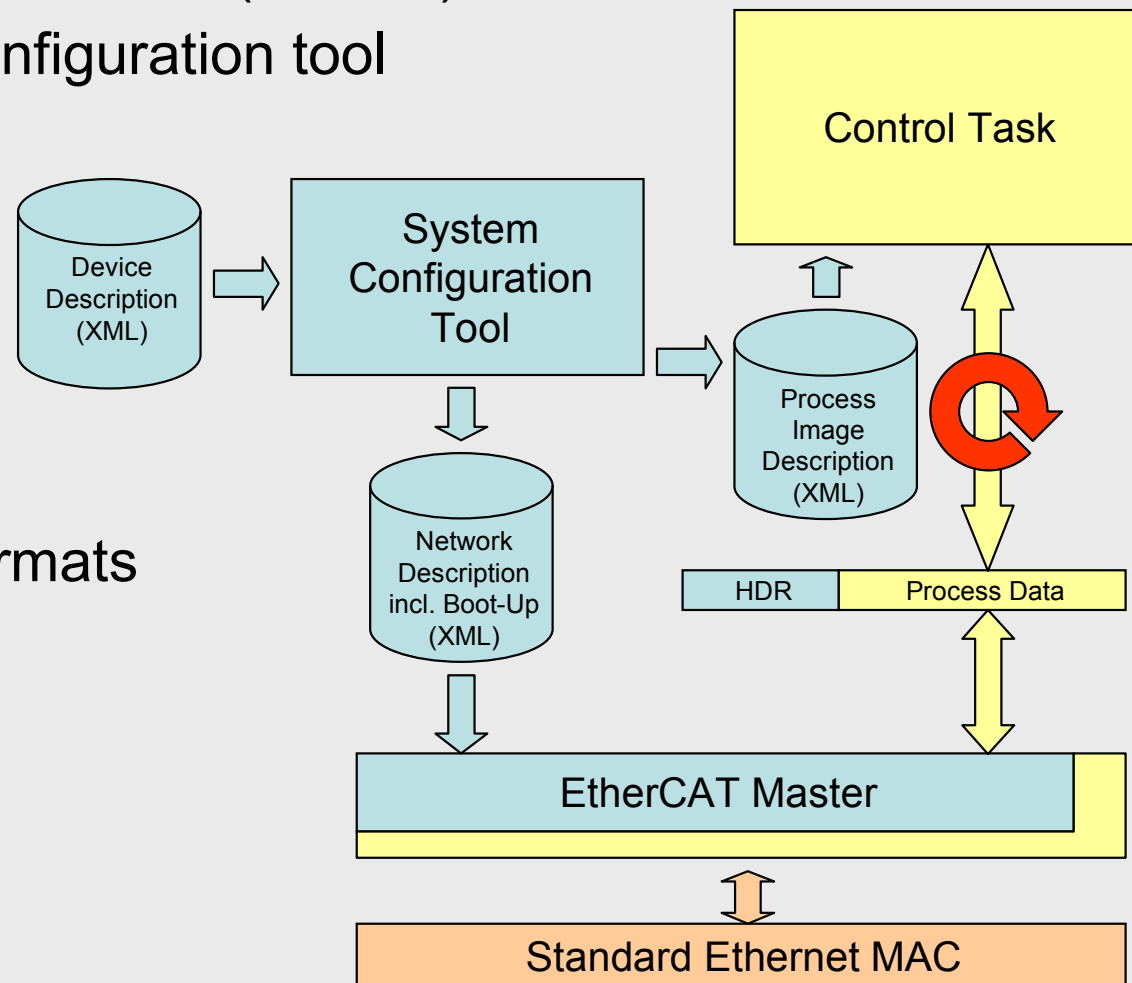 nfiguration tool
Control Task
Device
Description
(XML)
System
Configuration
Tool
Process
Image
Description
(XML)
Network
Description
incl. Boot-Up
(XML)
rmats
HDR
Process Data
EtherCAT Master
Standard Ethernet MAC